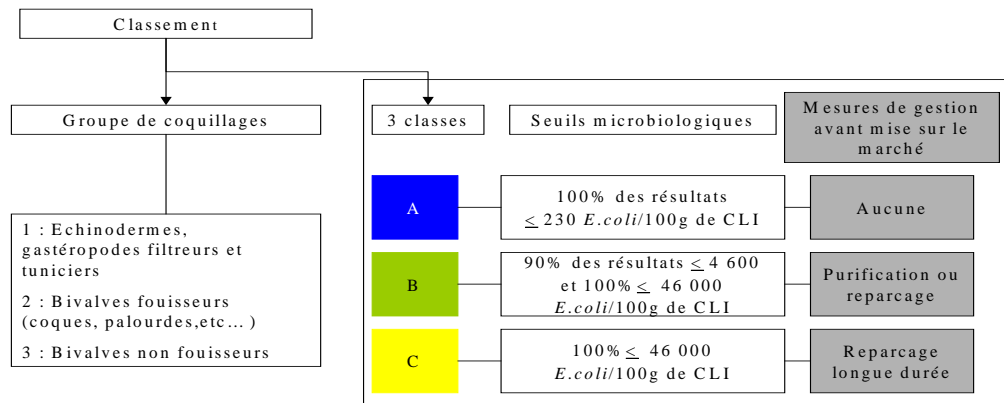 Classement
Groupe de coquillages
3 classes
Seuils microbiologiques
Mesures de gestion
avant mise sur le
marché
1 : Echinodermes,
gastéropodes filtreurs et
tuniciers
2 : Bivalves fouisseurs
(coques, palourdes,etc…)
3 : Bivalves non fouisseurs
A
100% des résultats
≤ 230 E.coli/100g de CLI
Aucune
B
90% des résultats ≤ 4 600
et 100% ≤ 46 000
E.coli/100g de CLI
Purification ou
reparcage
C
100% ≤ 46 000
E.coli/100g de CLI
Reparcage
longue durée